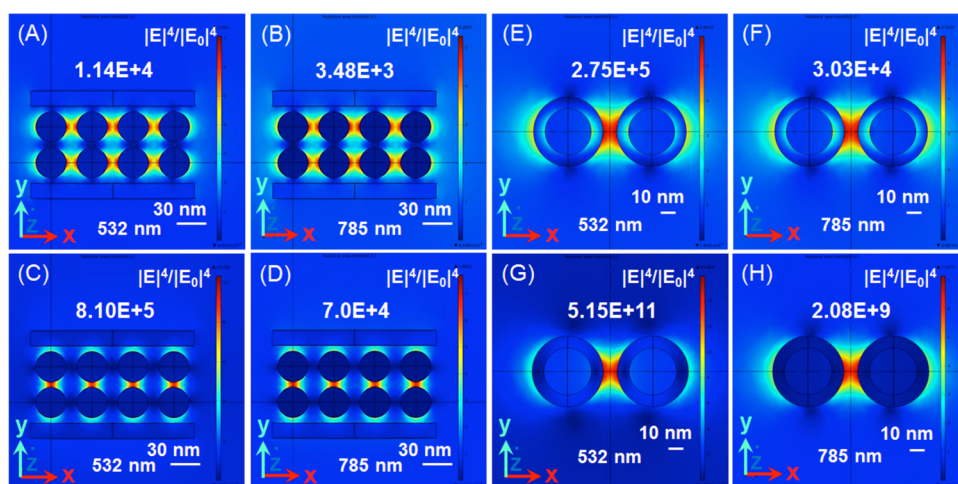 (A)
|E|⁴/|E₀|⁴
1.14E+4
y
Z
x
30 nm
532 nm
(B)
|E|⁴/|E₀|⁴
3.48E+3
y
Z
x
30 nm
785 nm
(E)
|E|⁴/|E₀|⁴
2.75E+5
y
Z
x
10 nm
532 nm
(F)
|E|⁴/|E₀|⁴
3.03E+4
y
Z
x
10 nm
785 nm
(C)
|E|⁴/|E₀|⁴
8.10E+5
y
Z
x
30 nm
532 nm
(D)
|E|⁴/|E₀|⁴
7.0E+4
y
Z
x
30 nm
785 nm
(G)
|E|⁴/|E₀|⁴
5.15E+11
y
Z
x
10 nm
532 nm
(H)
|E|⁴/|E₀|⁴
2.08E+9
y
Z
x
10 nm
785 nm